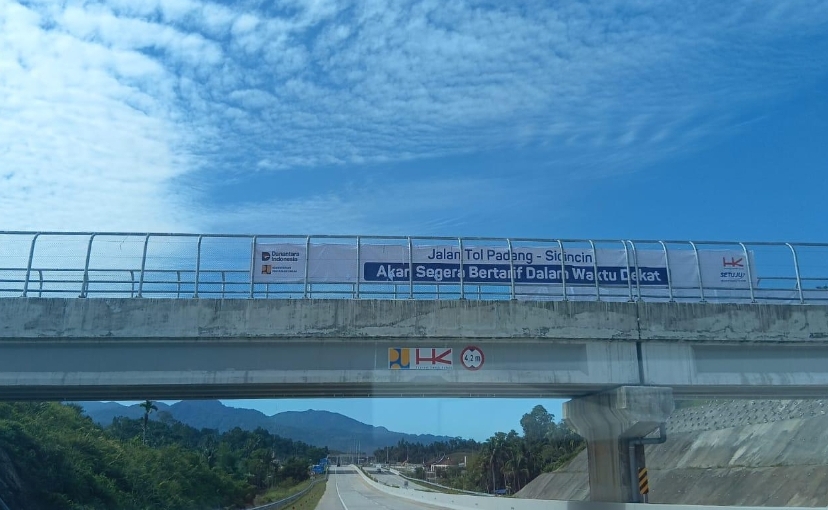 Danantara
Indonesia
Jalan Tol Padang - Sicincin
Akan Segera Bertarif Dalam Waktu Dekat
HK
SETUJU
HK
4,2 m